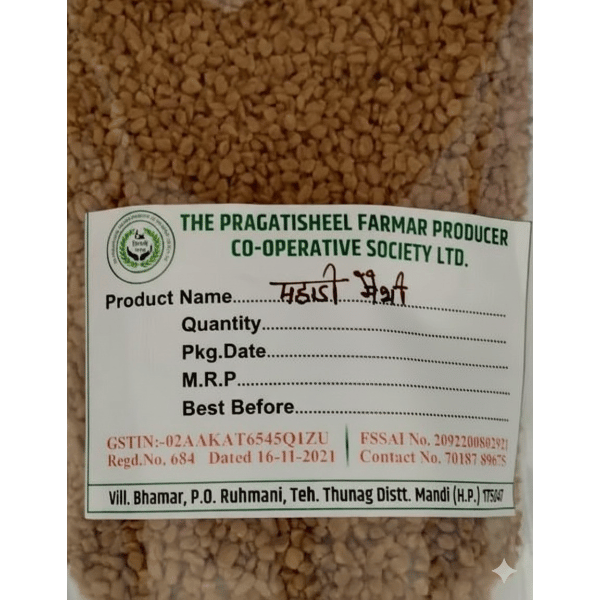 THE PRAGATISHEEL FARMAR PRODUCER
CO-OPERATIVE SOCIETY LTD.
Product Name.......... महाडी मैथी
Quantity..........
Pkg.Date..........
M.R.P..........
Best Before..........
GSTIN:-02AAKAT6545Q1ZU
Regd.No. 684 Dated 16-11-2021
FSSAI No. 2092200802921
Contact No. 70187 89675
Vill. Bhamar, P.O. Ruhmani, Teh. Thunag Distt. Mandi (H.P.) 175047